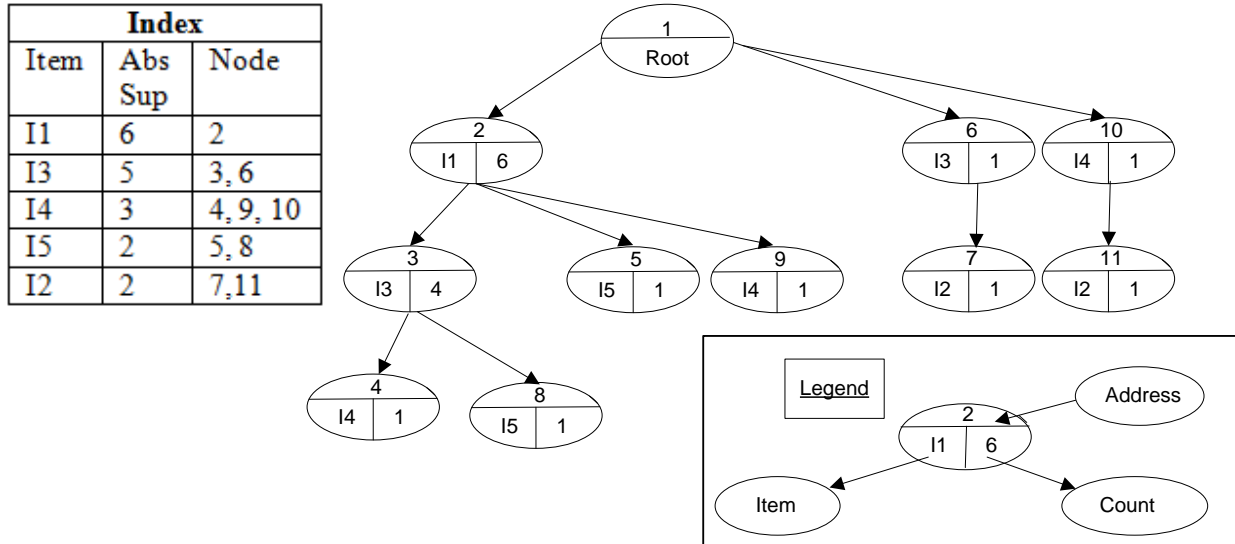 Index
Item Abs Sup Node
I1 6 2
I3 5 3, 6
I4 3 4, 9, 10
I5 2 5, 8
I2 2 7,11
1
Root
2
I1 6
6
I3 1
10
I4 1
3
I3 4
5
I5 1
9
I4 1
7
I2 1
11
I2 1
4
I4 1
8
I5 1
Legend
Address
2
I1 6
Item
Count